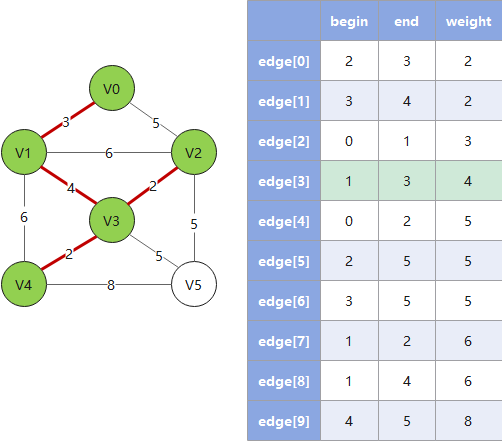 V0
3
5
V1
6
V2
4
2
6
V3
5
2
5
V4
8
V5
begin end weight
edge[0] 2 3 2
edge[1] 3 4 2
edge[2] 0 1 3
edge[3] 1 3 4
edge[4] 0 2 5
edge[5] 2 5 5
edge[6] 3 5 5
edge[7] 1 2 6
edge[8] 1 4 6
edge[9] 4 5 8